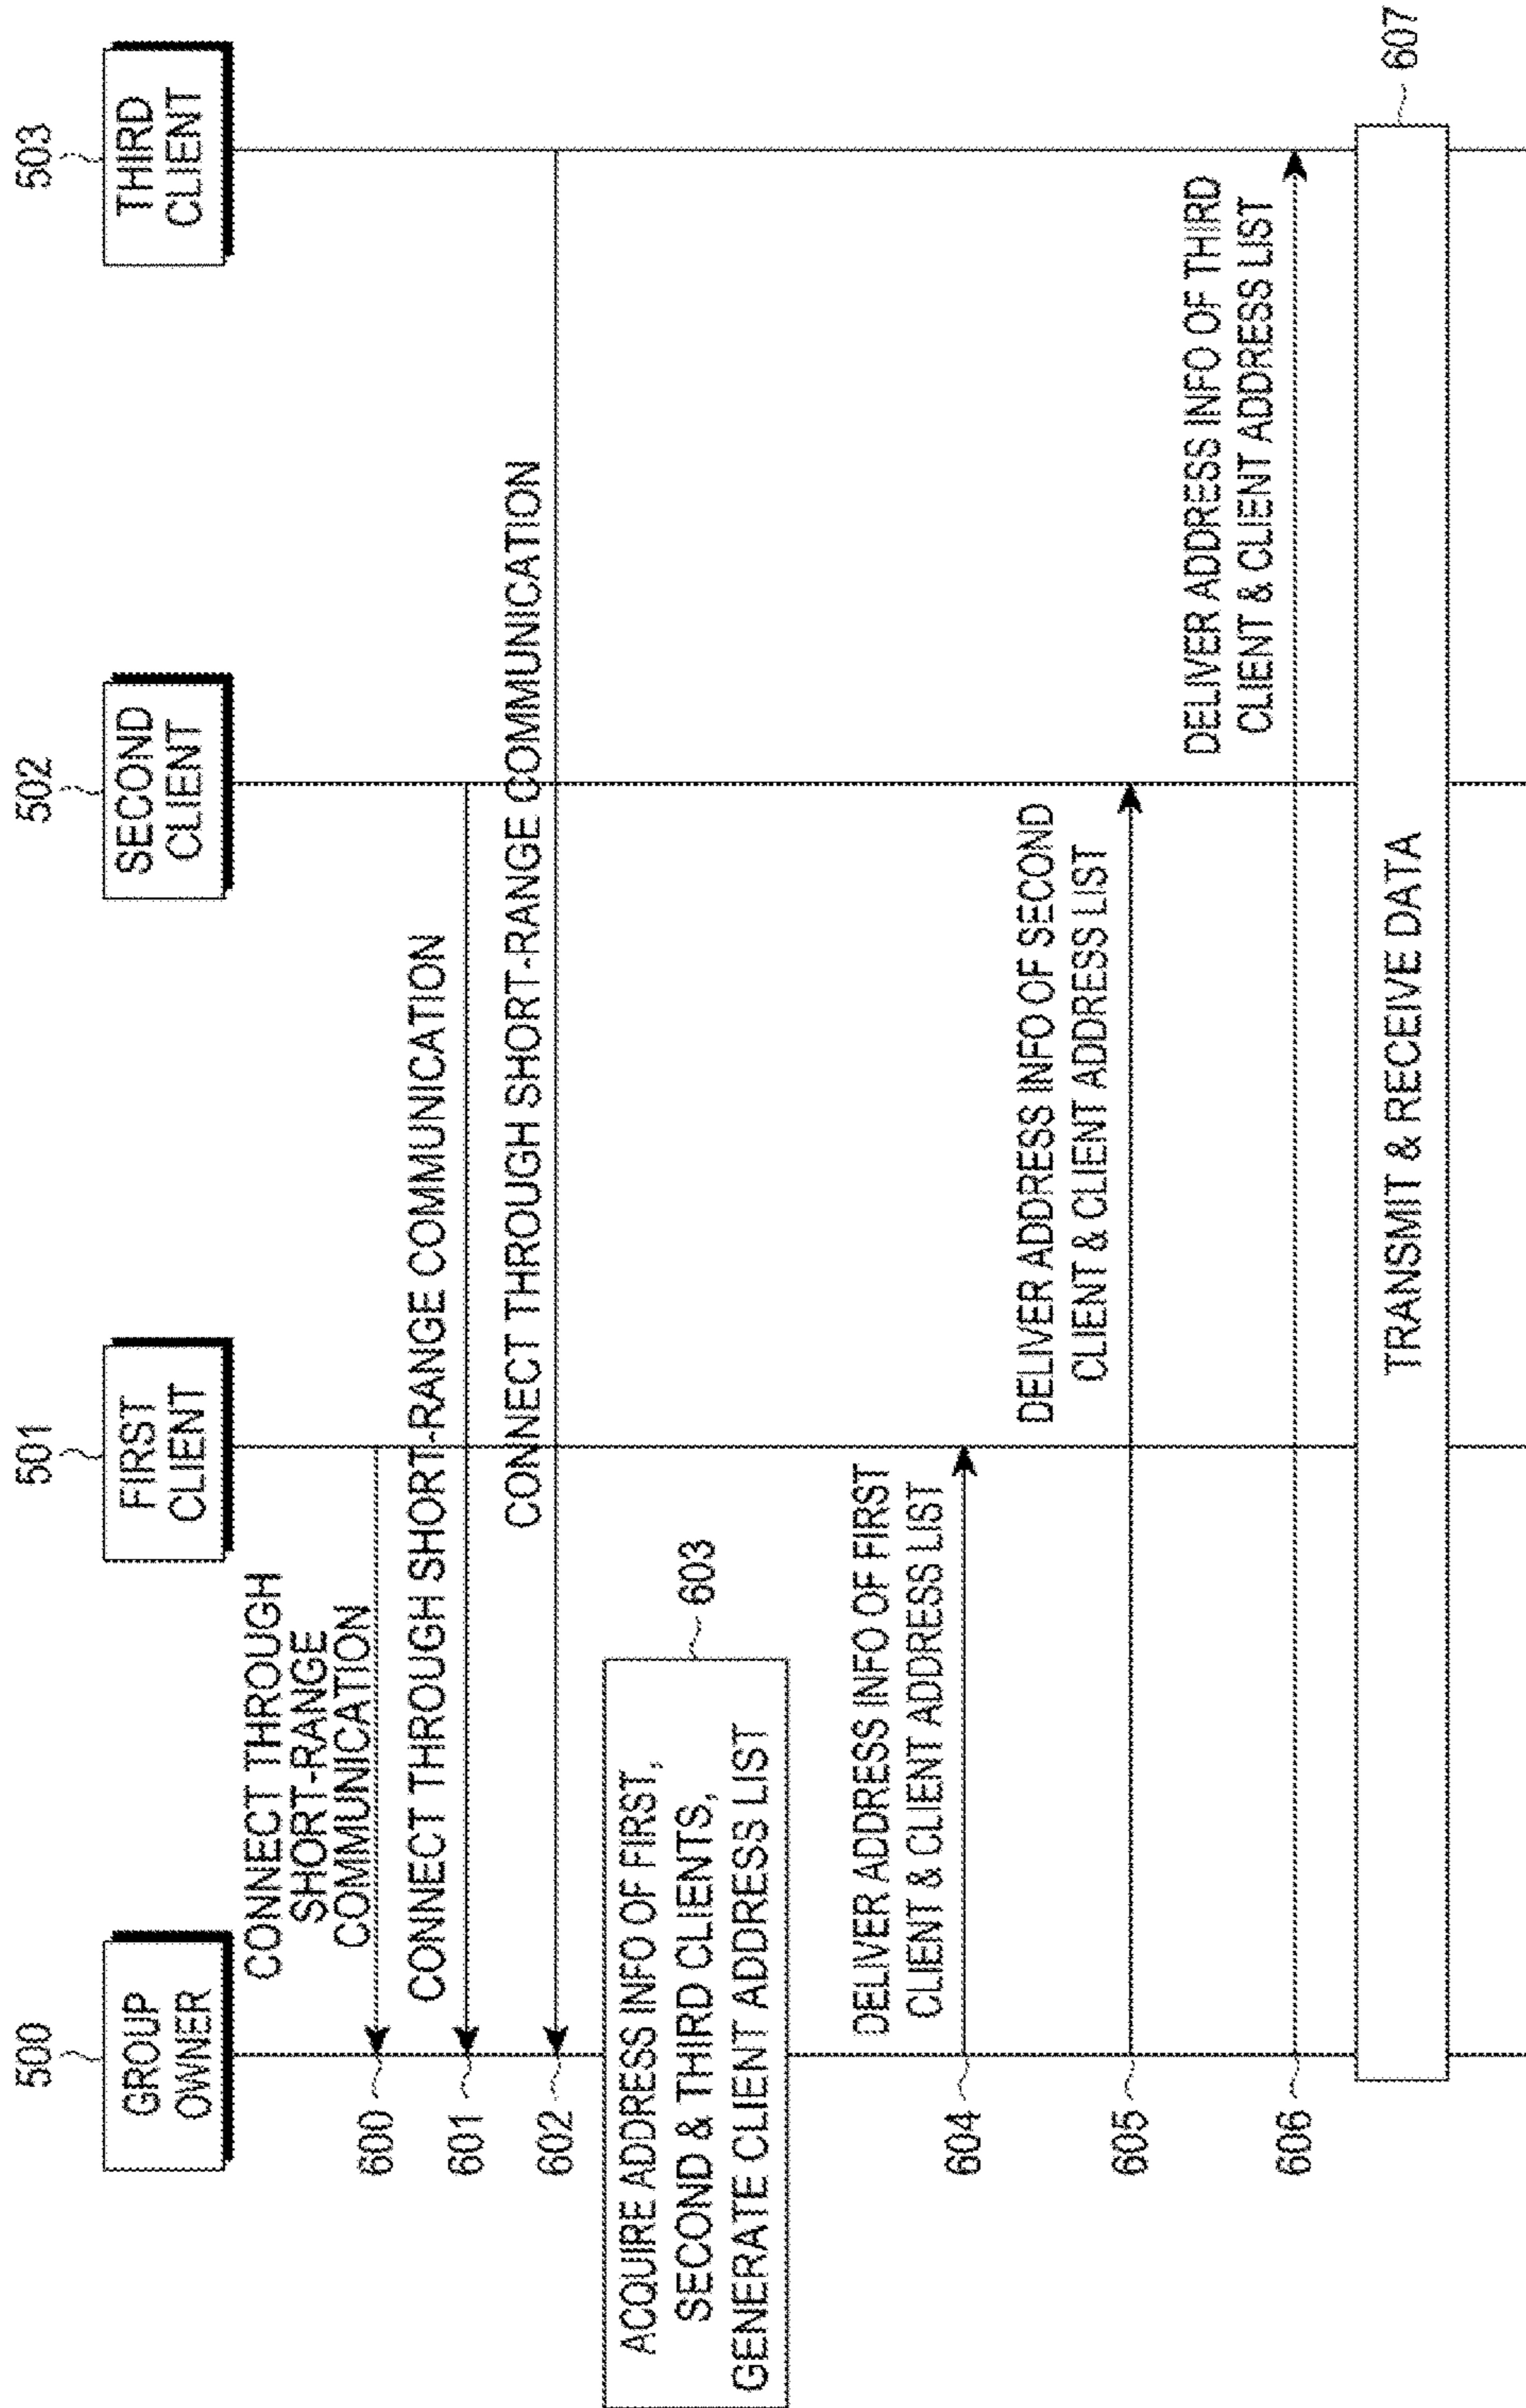 500
501
502
503
GROUP
OWNER
FIRST
CLIENT
SECOND
CLIENT
THIRD
CLIENT
CONNECT THROUGH
SHORT-RANGE
COMMUNICATION
600
CONNECT THROUGH SHORT-RANGE COMMUNICATION
601
CONNECT THROUGH SHORT-RANGE COMMUNICATION
602
ACQUIRE ADDRESS INFO OF FIRST,
SECOND & THIRD CLIENTS,
GENERATE CLIENT ADDRESS LIST
603
DELIVER ADDRESS INFO OF FIRST
CLIENT & CLIENT ADDRESS LIST
604
DELIVER ADDRESS INFO OF SECOND
CLIENT & CLIENT ADDRESS LIST
605
DELIVER ADDRESS INFO OF THIRD
CLIENT & CLIENT ADDRESS LIST
606
TRANSMIT & RECEIVE DATA
607